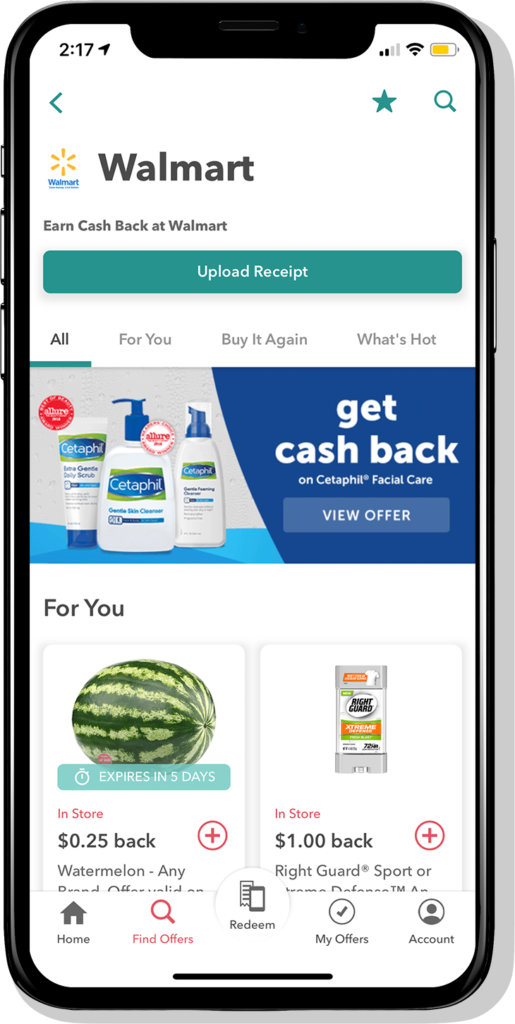 2:17
Walmart
Walmart
Earn Cash Back at Walmart
Upload Receipt
All
For You
Buy It Again
What's Hot
allure
allure
Cetaphil
Extra Gentle
Daily Scrub
Cetaphil
Gentle Skin Cleanser
Cetaphil
Gentle Foaming
Cleanser
get
cash back
on Cetaphil® Facial Care
VIEW OFFER
For You
RIGHT
GUARD
XTREME
DEFENSE
72HR
EXPIRES IN 5 DAYS
In Store
$0.25 back
Watermelon - Any
Brand. Offer valid on
In Store
$1.00 back
Right Guard® Sport or
Xtreme Defense™ An
Home
Find Offers
Redeem
My Offers
Account